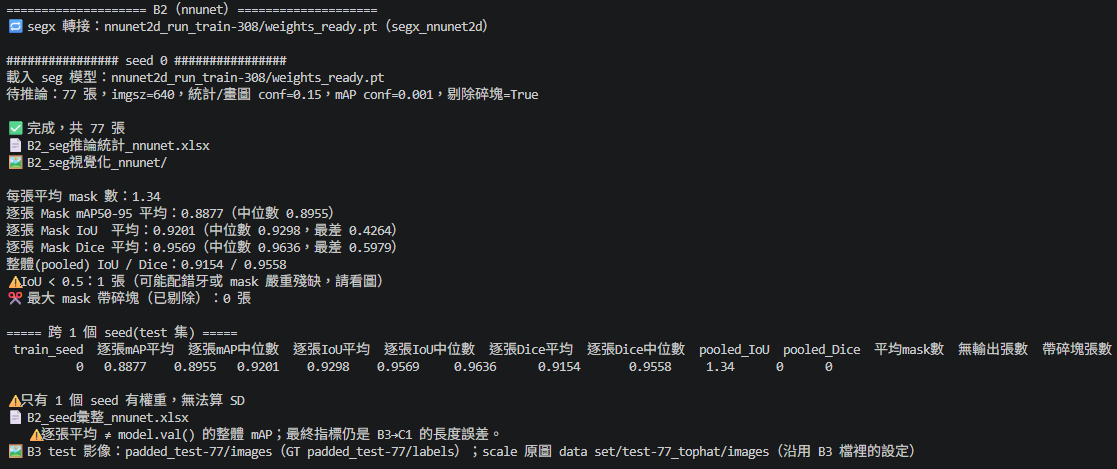 ==================== B2（nnunet）====================
🔁 segx 轉接：nnunet2d_run_train-308/weights_ready.pt（segx_nnunet2d）
################ seed 0 ################
載入 seg 模型：nnunet2d_run_train-308/weights_ready.pt
待推論：77 張，imgsz=640，統計/畫圖 conf=0.15，mAP conf=0.001，剔除碎塊=True
✅ 完成，共 77 張
📄 B2_seg推論統計_nnunet.xlsx
🖼️ B2_seg視覺化_nnunet/
每張平均 mask 數：1.34
逐張 Mask mAP50-95 平均：0.8877（中位數 0.8955）
逐張 Mask IoU  平均：0.9201（中位數 0.9298，最差 0.4264）
逐張 Mask Dice 平均：0.9569（中位數 0.9636，最差 0.5979）
整體(pooled) IoU / Dice：0.9154 / 0.9558
⚠️IoU < 0.5：1 張（可能配錯牙或 mask 嚴重殘缺，請看圖）
✂️ 最大 mask 帶碎塊（已剔除）：0 張
===== 跨 1 個 seed(test 集) =====
train_seed  逐張mAP平均  逐張mAP中位數  逐張IoU平均  逐張IoU中位數  逐張Dice平均  逐張Dice中位數  pooled_IoU  pooled_Dice  平均mask數  無輸出張數  帶碎塊張數
0  0.8877  0.8955  0.9201  0.9298  0.9569  0.9636  0.9154  0.9558  1.34  0  0
⚠️只有 1 個 seed 有權重，無法算 SD
📄 B2_seed彙整_nnunet.xlsx
⚠️逐張平均 ≠ model.val() 的整體 mAP；最終指標仍是 B3→C1 的長度誤差。
🖼️ B3 test 影像：padded_test-77/images（GT padded_test-77/labels）；scale 原圖 data set/test-77_tophat/images（沿用 B3 檔裡的設定）